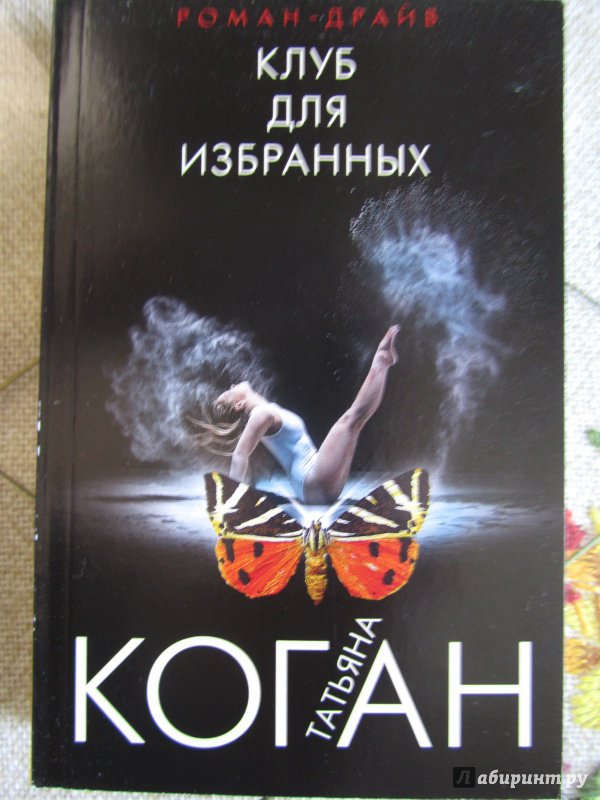 РОМАН-ДРАЙВ
КЛУБ
ДЛЯ
ИЗБРАННЫХ
ТАТЬЯНА
КОГАН
Лабиринт.ру